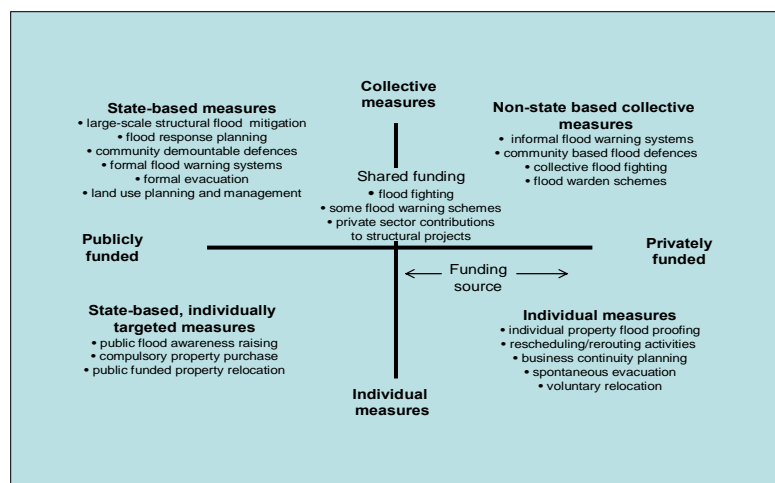 Collective
measures
State-based measures
• large-scale structural flood mitigation
• flood response planning
• community demountable defences
• formal flood warning systems
• formal evacuation
• land use planning and management
Non-state based collective
measures
• informal flood warning systems
• community based flood defences
• collective flood fighting
• flood warden schemes
Shared funding
• flood fighting
• some flood warning schemes
• private sector contributions
to structural projects
Publicly
funded
Privately
funded
Funding
source
State-based, individually
targeted measures
• public flood awareness raising
• compulsory property purchase
• public funded property relocation
Individual measures
• individual property flood proofing
• rescheduling/rerouting activities
• business continuity planning
• spontaneous evacuation
• voluntary relocation
Individual
measures